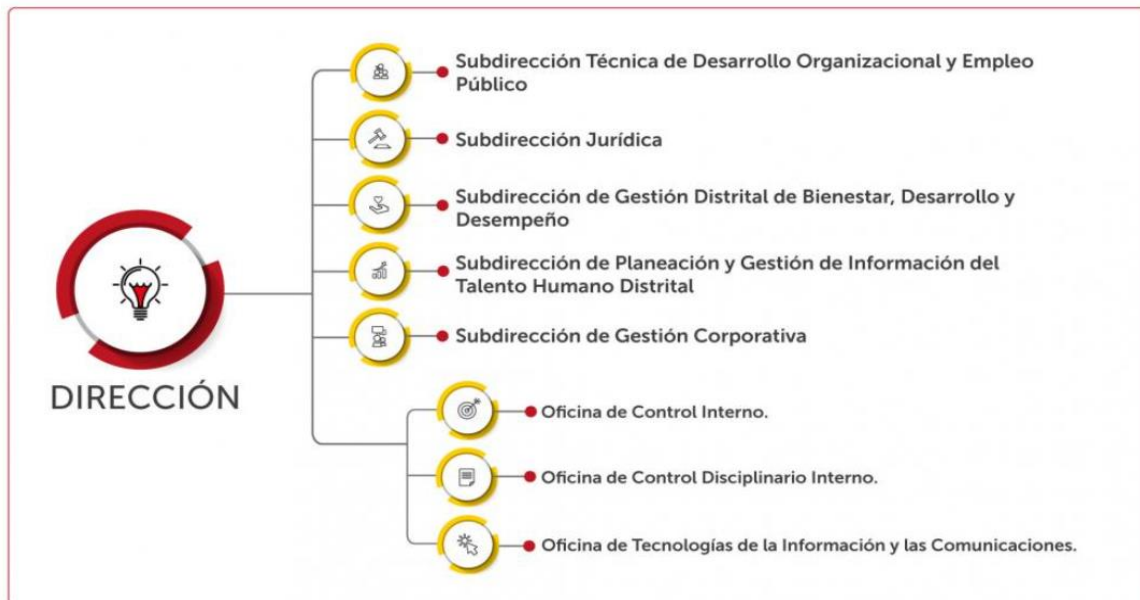 Subdirección Técnica de Desarrollo Organizacional y Empleo
Público
Subdirección Jurídica
Subdirección de Gestión Distrital de Bienestar, Desarrollo y
Desempeño
Subdirección de Planeación y Gestión de Información del
Talento Humano Distrital
Subdirección de Gestión Corporativa
DIRECCIÓN
Oficina de Control Interno.
Oficina de Control Disciplinario Interno.
Oficina de Tecnologías de la Información y las Comunicaciones.